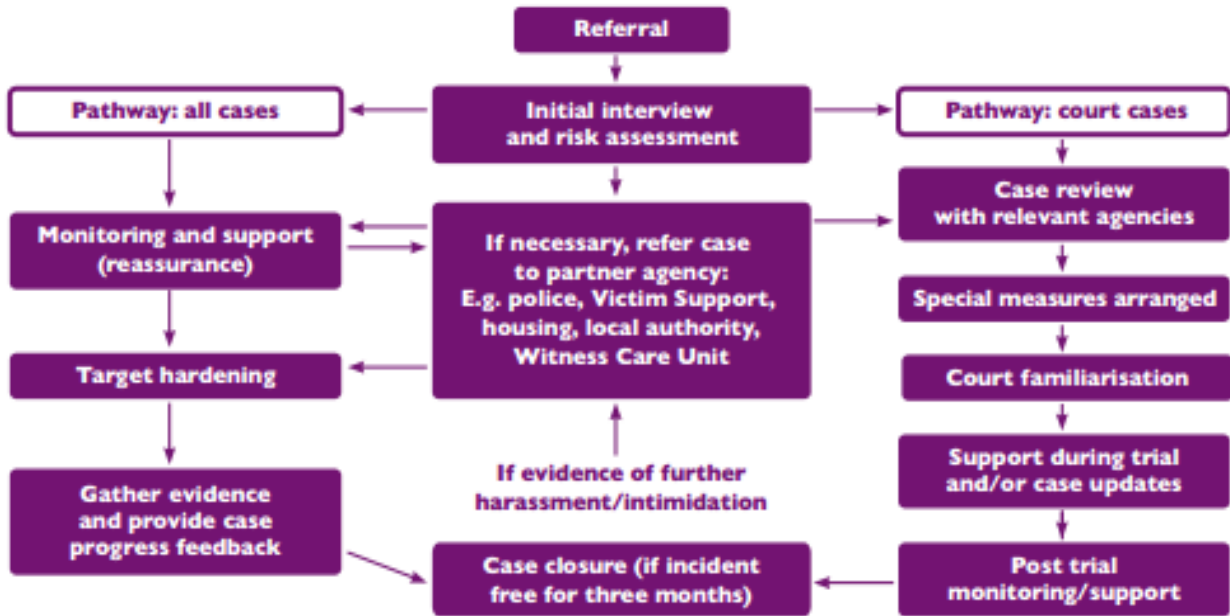 Referral
Pathway: all cases
Initial interview
and risk assessment
Pathway: court cases
Monitoring and support
(reassurance)
If necessary, refer case
to partner agency:
E.g. police, Victim Support,
housing, local authority,
Witness Care Unit
Case review
with relevant agencies
Special measures arranged
Target hardening
Court familiarisation
If evidence of further
harassment/intimidation
Support during trial
and/or case updates
Gather evidence
and provide case
progress feedback
Case closure (if incident
free for three months)
Post trial
monitoring/support